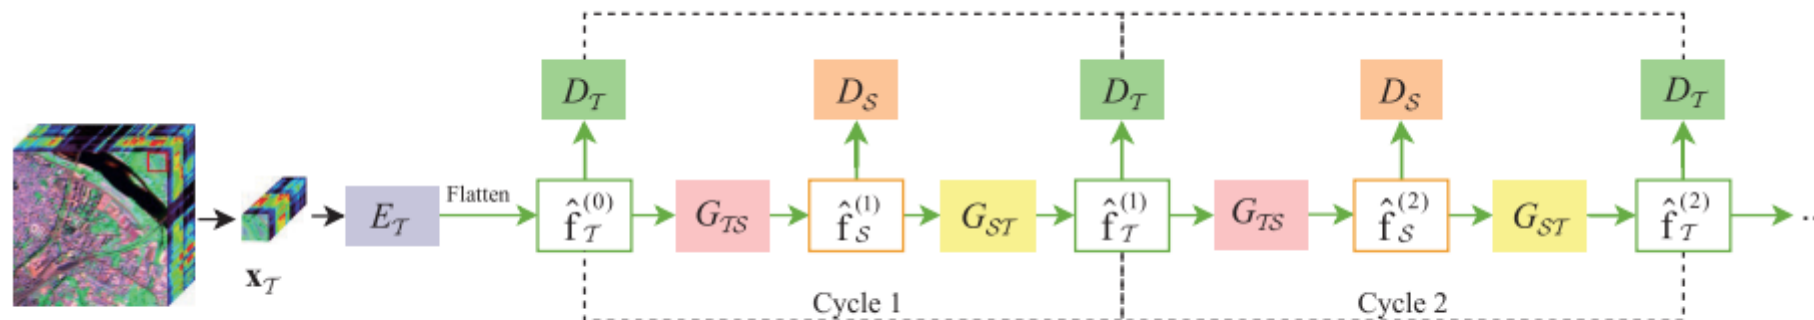 D_𝒯 D_𝒮 D_𝒯 D_𝒮 D_𝒯
x_𝒯 E_𝒯 Flatten f̂_𝒯^(0) G_𝒯𝒮 f̂_𝒮^(1) G_𝒮𝒯 f̂_𝒯^(1) G_𝒯𝒮 f̂_𝒮^(2) G_𝒮𝒯 f̂_𝒯^(2) ..
Cycle 1 Cycle 2